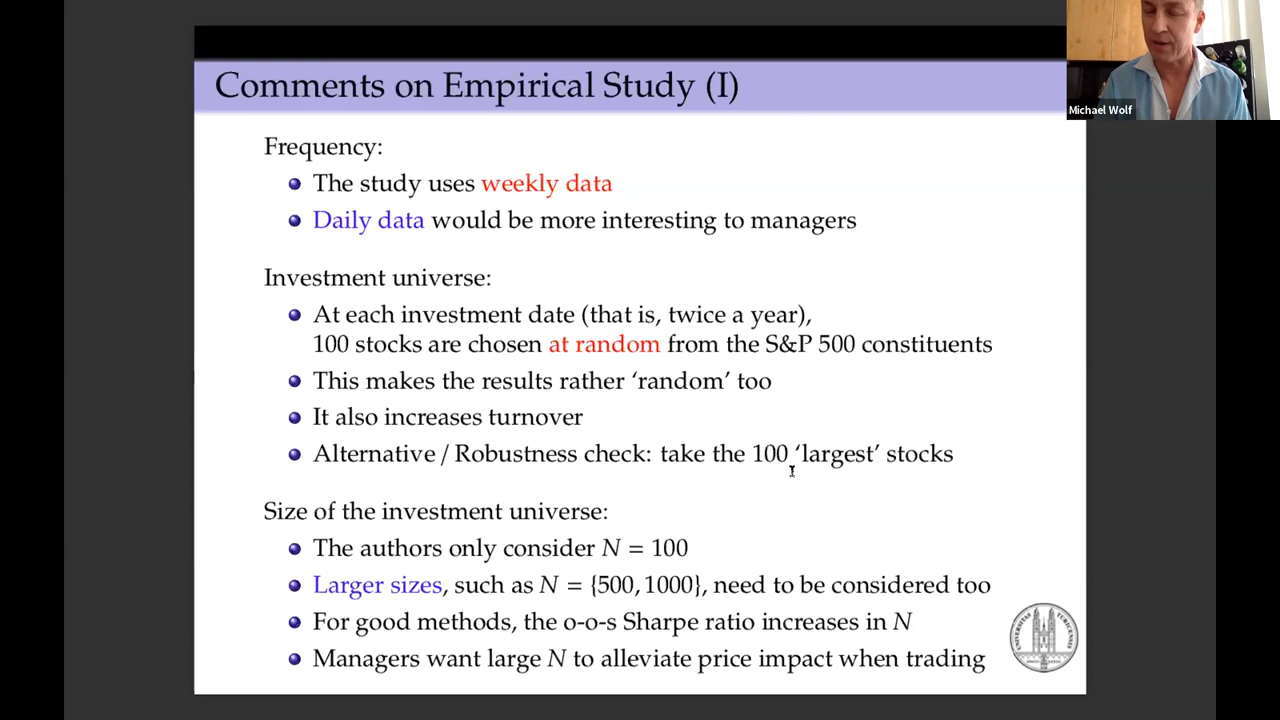 Comments on Empirical Study (I)
Michael Wolf
Frequency:
The study uses weekly data
Daily data would be more interesting to managers
Investment universe:
At each investment date (that is, twice a year),
100 stocks are chosen at random from the S&P 500 constituents
This makes the results rather ‘random’ too
It also increases turnover
Alternative / Robustness check: take the 100 ‘largest’ stocks
Size of the investment universe:
The authors only consider N = 100
Larger sizes, such as N = {500, 1000}, need to be considered too
For good methods, the o-o-s Sharpe ratio increases in N
Managers want large N to alleviate price impact when trading